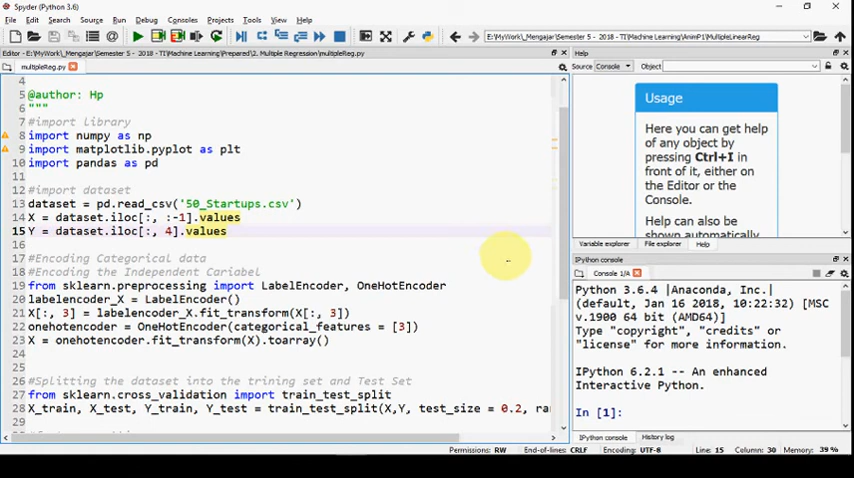 Spyder (Python 3.6)
File Edit Search Source Run Debug Consoles Projects Tools View Help
E:\MyWork\_Mengajar\Semester 5 - 2018 - TI\Machine Learning\AnimP1\MultipleLinearReg
Editor - E:\MyWork\_Mengajar\Semester 5 - 2018 - TI\Machine Learning\Prepared\2. Multiple Regression\multipleReg.py
multipleReg.py
4
5 @author: Hp
6 """
7 #import Library
8 import numpy as np
9 import matplotlib.pyplot as plt
10 import pandas as pd
11
12 #import dataset
13 dataset = pd.read_csv('50_Startups.csv')
14 X = dataset.iloc[:, :-1].values
15 Y = dataset.iloc[:, 4].values
16
17 #Encoding Categorical data
18 #Encoding the Independent Cariabel
19 from sklearn.preprocessing import LabelEncoder, OneHotEncoder
20 labelencoder_X = LabelEncoder()
21 X[:, 3] = labelencoder_X.fit_transform(X[:, 3])
22 onehotencoder = OneHotEncoder(categorical_features = [3])
23 X = onehotencoder.fit_transform(X).toarray()
24
25
26 #Splitting the dataset into the trining set and Test Set
27 from sklearn.cross_validation import train_test_split
28 X_train, X_test, Y_train, Y_test = train_test_split(X,Y, test_size = 0.2, ran
Help
Source Console Object
Usage
Here you can get help
of any object by
pressing Ctrl+I in
front of it, either on
the Editor or the
Console.
Help can also be
shown automatically
Variable explorer File explorer Help
IPython console
Console 1/A
Python 3.6.4 |Anaconda, Inc.|
(default, Jan 16 2018, 10:22:32) [MSC
v.1900 64 bit (AMD64)]
Type "copyright", "credits" or
"license" for more information.
IPython 6.2.1 -- An enhanced
Interactive Python.
In [1]:
IPython console History log
Permissions: RW End-of-lines: CRLF Encoding: UTF-8 Line: 15 Column: 30 Memory: 39 %